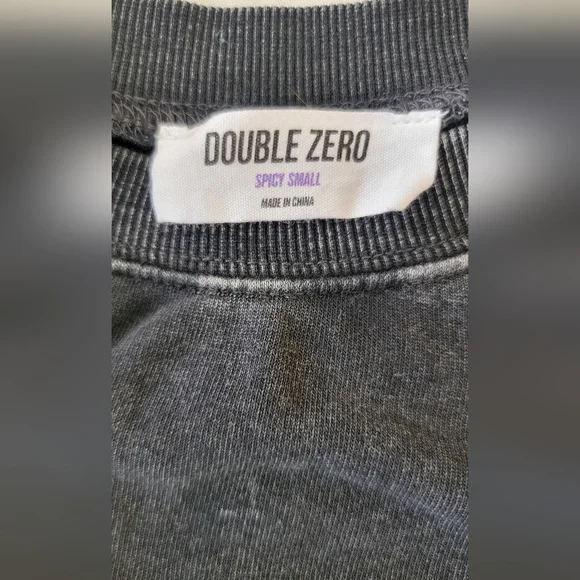 DOUBLE ZERO
SPICY SMALL
MADE IN CHINA